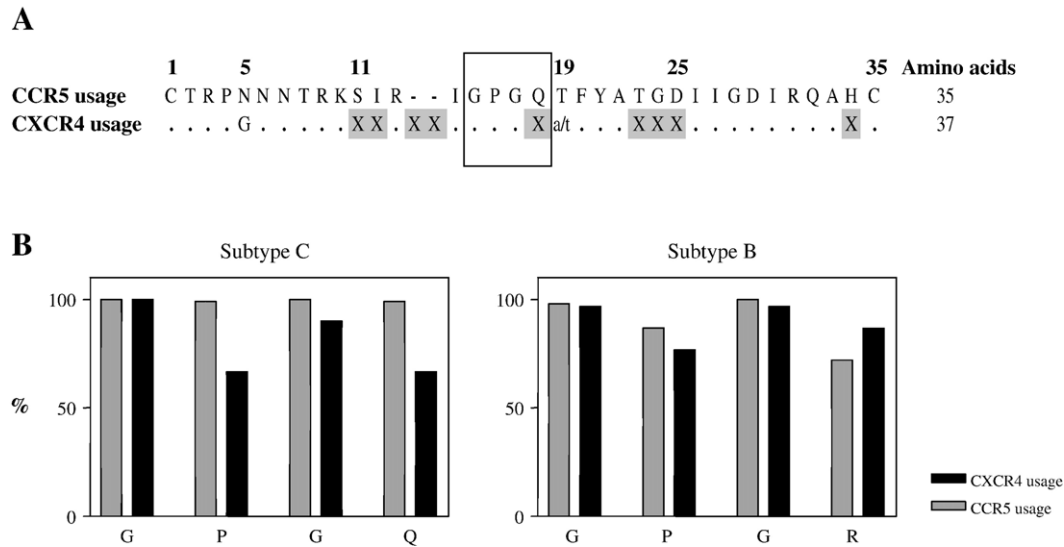 A
1 5 11 19 25 35 Amino acids
CCR5 usage C T R P N N N T R K S I R - - I G P G Q T F Y A T G D I I G D I R Q A H C 35
CXCR4 usage . . . . G . . . . . X X . X X . . . . X a/t . . . X X X . . . . . . . . X . 37
B
Subtype C Subtype B
100 100
% 50 50
0 0
G P G Q G P G R
CXCR4 usage
CCR5 usage